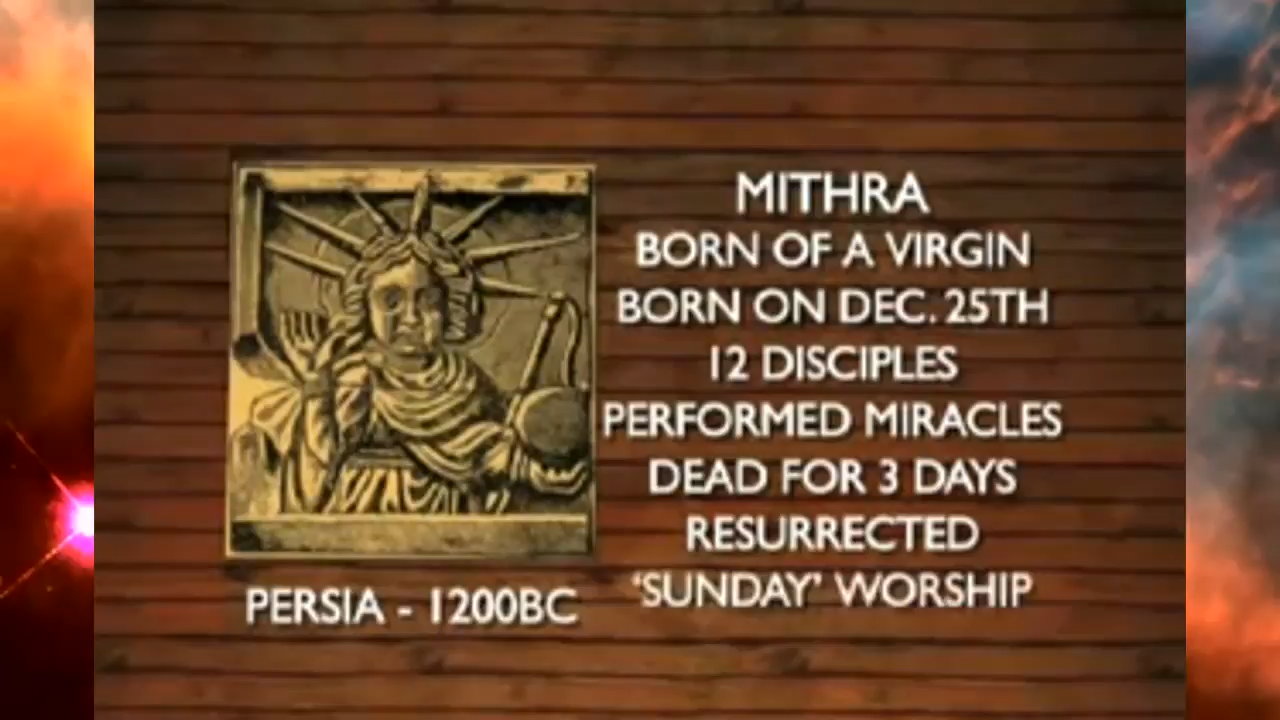 MITHRA
BORN OF A VIRGIN
BORN ON DEC. 25TH
12 DISCIPLES
PERFORMED MIRACLES
DEAD FOR 3 DAYS
RESURRECTED
‘SUNDAY’ WORSHIP
PERSIA - 1200BC